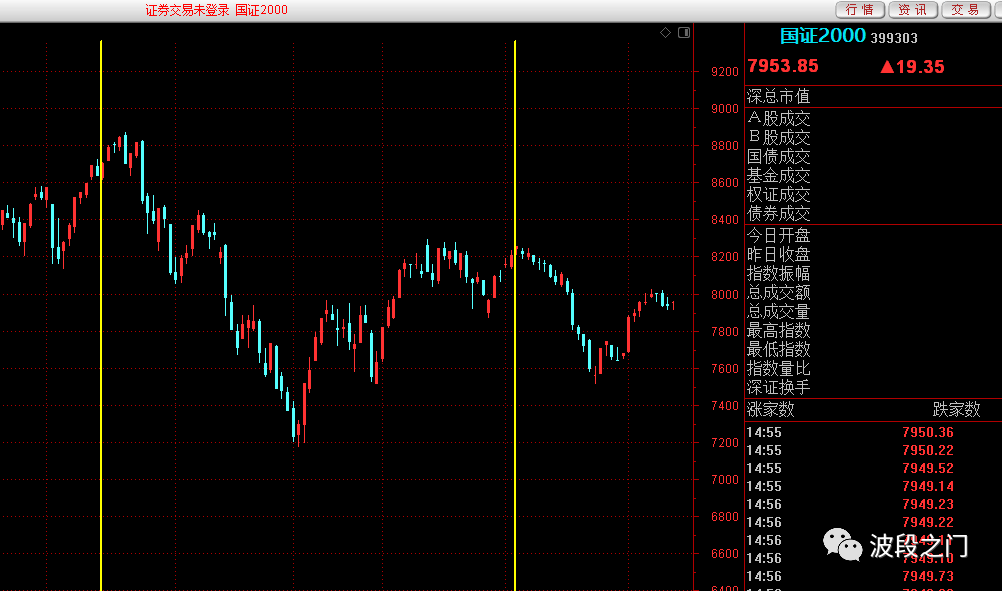 证券交易未登录 国证2000
行 情 资 讯 交 易
国证2000 399303
7953.85 ▲19.35
深总市值
A股成交
B股成交
国债成交
基金成交
权证成交
债券成交
今日开盘
昨日收盘
指数振幅
总成交额
总成交量
最高指数
最低指数
指数量比
深证换手
涨家数 跌家数
14:55 7950.36
14:55 7950.22
14:55 7949.52
14:55 7949.14
14:56 7949.23
14:56 7949.22
14:56
14:56 7949.10
14:56 7949.73
波段之门
9200
9000
8800
8600
8400
8200
8000
7800
7600
7400
7200
7000
6800
6600
6400